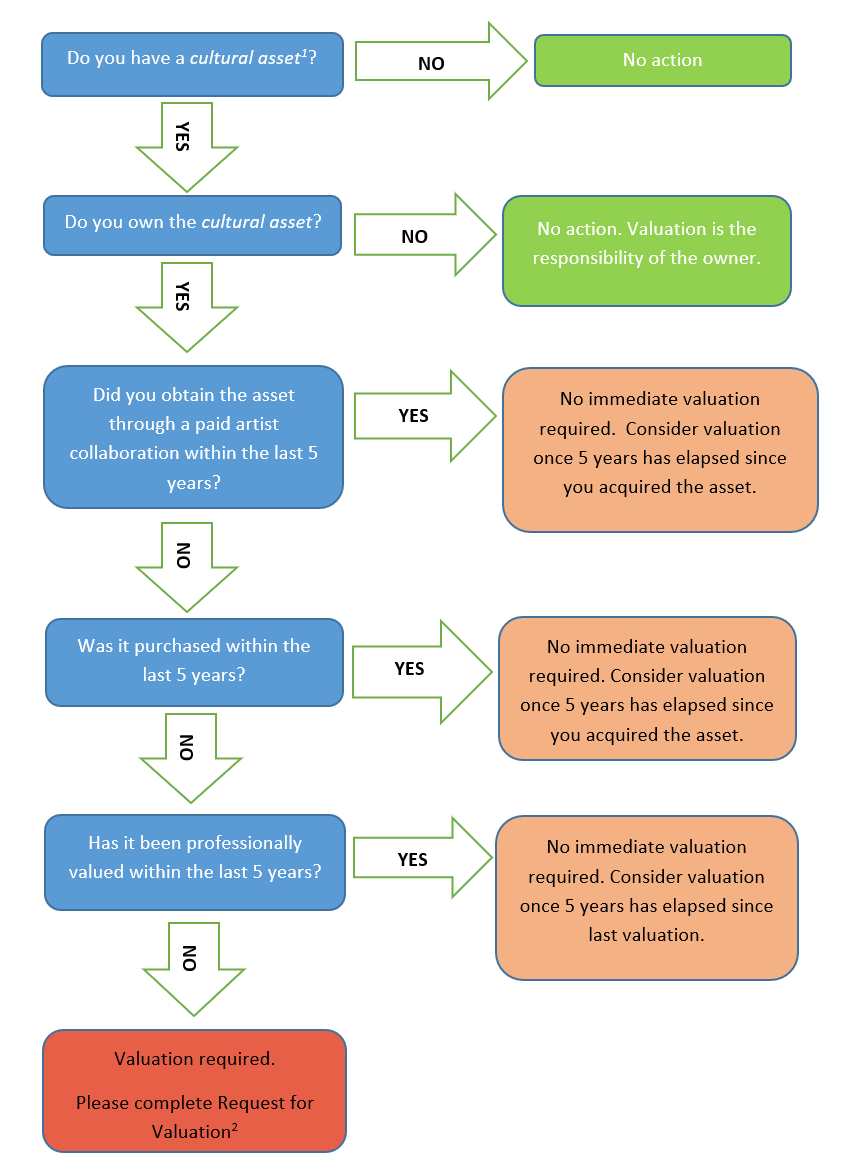 Do you have a cultural asset¹?
NO
No action
YES
Do you own the cultural asset?
NO
No action. Valuation is the
responsibility of the owner.
YES
Did you obtain the asset
through a paid artist
collaboration within the last 5
years?
YES
No immediate valuation
required.  Consider valuation
once 5 years has elapsed since
you acquired the asset.
NO
Was it purchased within the
last 5 years?
YES
No immediate valuation
required. Consider valuation
once 5 years has elapsed since
you acquired the asset.
NO
Has it been professionally
valued within the last 5 years?
YES
No immediate valuation
required. Consider valuation
once 5 years has elapsed since
last valuation.
NO
Valuation required.
Please complete Request for
Valuation²